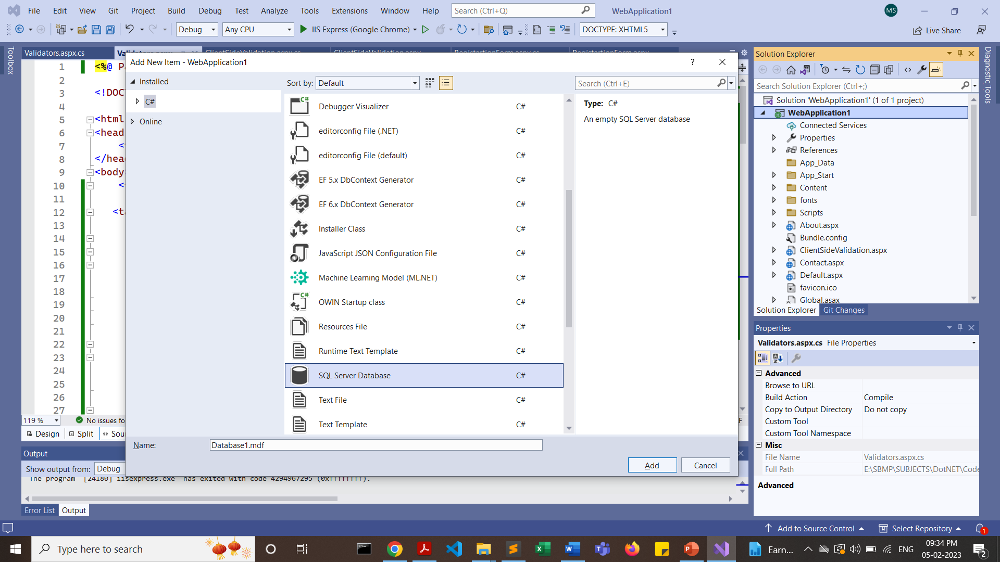 File Edit View Git Project Build Debug Test Analyze Tools Extensions Window Help Search (Ctrl+Q) WebApplication1 MS
Debug Any CPU IIS Express (Google Chrome) DOCTYPE: XHTML5 Live Share
Toolbox
Validators.aspx.cs
Add New Item - WebApplication1 ?
Installed
C#
Online
Sort by: Default
Search (Ctrl+E)
Debugger Visualizer C#
editorconfig File (.NET) C#
editorconfig File (default) C#
EF 5.x DbContext Generator C#
EF 6.x DbContext Generator C#
Installer Class C#
JavaScript JSON Configuration File C#
Machine Learning Model (ML.NET) C#
OWIN Startup class C#
Resources File C#
Runtime Text Template C#
SQL Server Database C#
Text File C#
Text Template C#
Type: C#
An empty SQL Server database
Name: Database1.mdf
Add Cancel
1 <%@ P
2
3 <!DOC
4
5 <html
6 <head
7 <
8 </hea
9 <body
10 <
11
12 <ta
13
14
15
16
17
18
19
20
21
22
23
24
25
26
27
119 % No issues fo
Design Split Sou
Output
Show output from: Debug
The program '[24180] iisexpress.exe' has exited with code 4294967295 (0xffffffff).
Error List Output
Solution Explorer
Search Solution Explorer (Ctrl+;)
Solution 'WebApplication1' (1 of 1 project)
WebApplication1
Connected Services
Properties
References
App_Data
App_Start
Content
fonts
Scripts
About.aspx
Bundle.config
ClientSideValidation.aspx
Contact.aspx
Default.aspx
favicon.ico
Global.asax
Solution Explorer Git Changes
Diagnostic Tools
Properties
Validators.aspx.cs File Properties
Advanced
Browse to URL
Build Action Compile
Copy to Output Directory Do not copy
Custom Tool
Custom Tool Namespace
Misc
File Name Validators.aspx.cs
Full Path E:\SBMP\SUBJECTS\DotNET\Code
Advanced
Add to Source Control Select Repository 1
Type here to search Earn... ENG 09:34 PM
05-02-2023 2